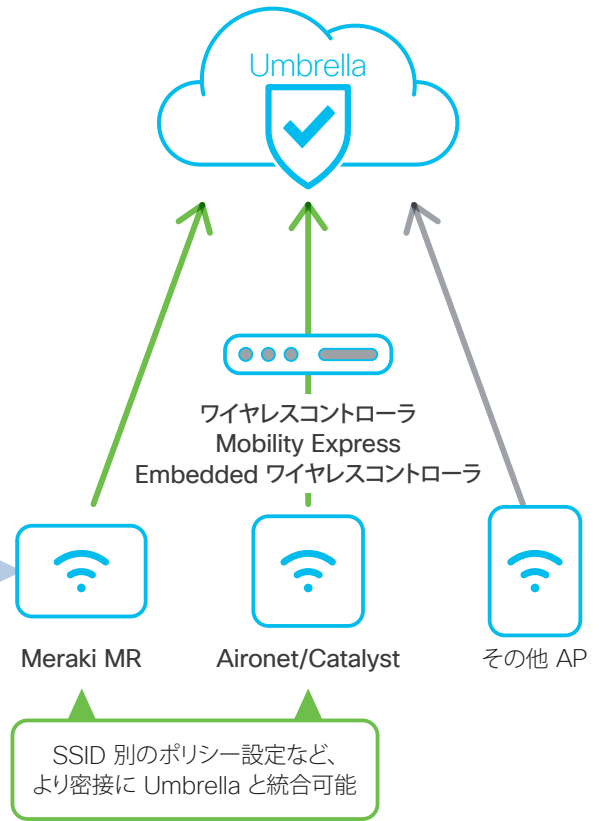 Umbrella
ワイヤレスコントローラ
Mobility Express
Embedded ワイヤレスコントローラ
Meraki MR
Aironet/Catalyst
その他 AP
SSID 別のポリシー設定など、
より密接に Umbrella と統合可能